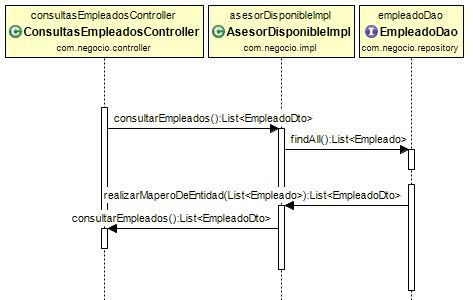 consultasEmpleadosController
C ConsultasEmpleadosController
com.negocio.controller
asesorDisponibleImpl
C AsesorDisponibleImpl
com.negocio.impl
empleadoDao
I EmpleadoDao
com.negocio.repository
consultarEmpleados():List<EmpleadoDto>
findAll():List<Empleado>
realizarMaperoDeEntidad(List<Empleado>):List<EmpleadoDto>
consultarEmpleados():List<EmpleadoDto>